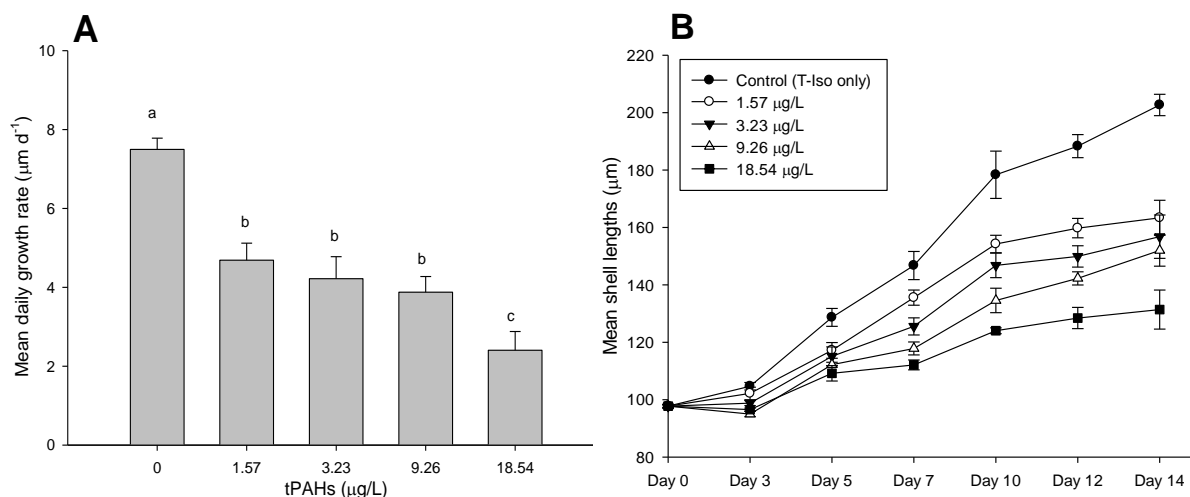 A
10
8
6
4
2
0
Mean daily growth rate (μm d⁻¹)
a
b
b
b
c
0 1.57 3.23 9.26 18.54
tPAHs (μg/L)
B
220
200
180
160
140
120
100
80
Mean shell lengths (μm)
Control (T-Iso only)
1.57 μg/L
3.23 μg/L
9.26 μg/L
18.54 μg/L
Day 0 Day 3 Day 5 Day 7 Day 10 Day 12 Day 14